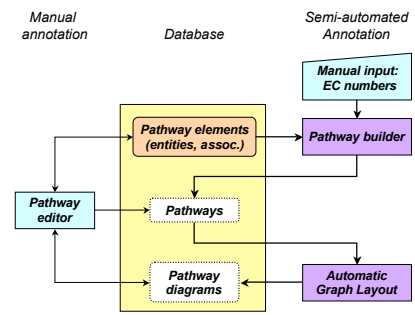 Manual
annotation
Database
Semi-automated
Annotation
Manual input:
EC numbers
Pathway elements
(entities, assoc.)
Pathway builder
Pathway
editor
Pathways
Pathway
diagrams
Automatic
Graph Layout